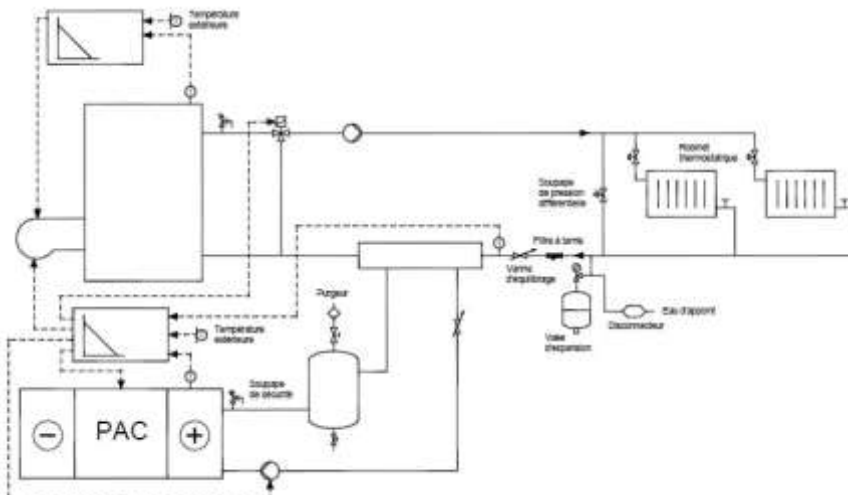 Température
extérieure
Robinet
thermostatique
Soupape
de pression
différentielle
Filtre à tamis
Vanne
d'équilibrage
Purgeur
Eau d'appoint
Disconnecteur
Vase
d'expansion
Température
extérieure
Soupape
de sécurité
PAC